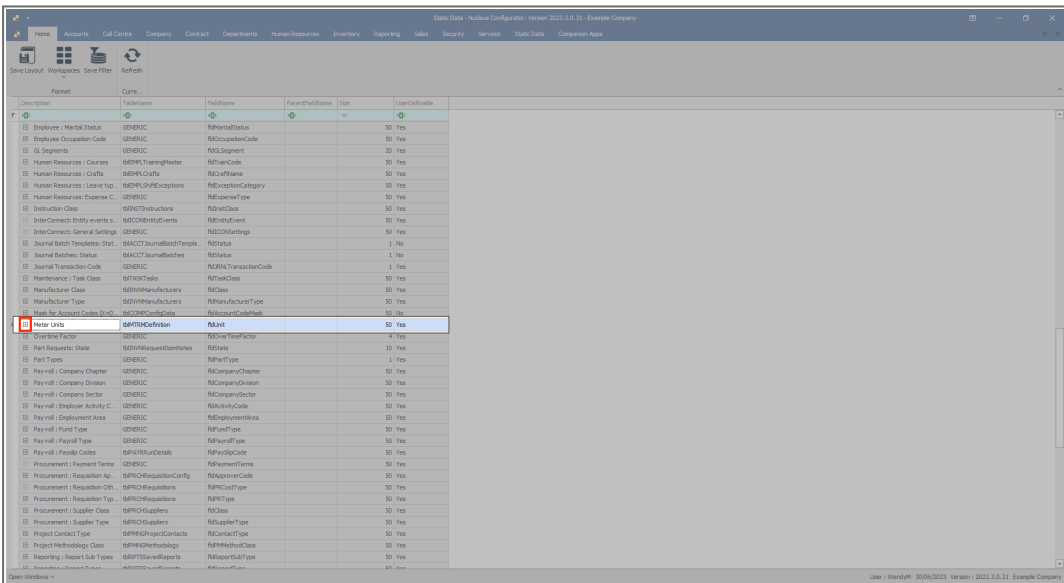 Static Data - Nucleus Configurator: Version 2023.3.0.31 - Example Company
Home Accounts Call Centre Company Contract Departments Human Resources Inventory Reporting Sales Security Services Static Data Companion Apps
Save Layout Workspaces Save Filter Refresh
Format Curre...
Description TableName FieldName ParentFieldName Size UserDefinable
Employee : Marital Status GENERIC fldMaritalStatus 50 Yes
Employee Occupation Code GENERIC fldOccupationCode 50 Yes
GL Segments GENERIC fldGLSegment 20 Yes
Human Resources : Courses tblEMPLTrainingMaster fldTrainCode 50 Yes
Human Resources : Crafts tblEMPLCrafts fldCraftName 50 Yes
Human Resources : Leave typ... tblEMPLShiftExceptions fldExceptionCategory 50 Yes
Human Resources: Expense C... GENERIC fldExpenseType 50 Yes
Instruction Class tblINSTInstructions fldInstClass 50 Yes
InterConnect: Entity events s... tblICONEntityEvents fldEntityEvent 50 Yes
InterConnect: General Settings GENERIC fldICONSettings 50 Yes
Journal Batch Templates: Stat... tblACCTJournalBatchTempla... fldStatus 1 No
Journal Batches: Status tblACCTJournalBatches fldStatus 1 No
Journal Transaction Code GENERIC fldJRNLTransactionCode 1 Yes
Maintenance : Task Class tblTASKTasks fldTaskClass 50 Yes
Manufacturer Class tblINVNManufacturers fldClass 50 Yes
Manufacturer Type tblINVNManufacturers fldManufacturerType 50 Yes
Mask for Account Codes (X=O... tblCOMPConfigData fldAccountCodeMask 50 No
Meter Units tblMTRMDefinition fldUnit 50 Yes
Overtime Factor GENERIC fldOverTimeFactor 4 Yes
Part Requests: State tblINVNRequestItemNotes fldState 10 Yes
Part Types GENERIC fldPartType 1 Yes
Pay-roll : Company Chapter GENERIC fldCompanyChapter 50 Yes
Pay-roll : Company Division GENERIC fldCompanyDivision 50 Yes
Pay-roll : Company Sector GENERIC fldCompanySector 50 Yes
Pay-roll : Employer Activity C... GENERIC fldActivityCode 50 Yes
Pay-roll : Employment Area GENERIC fldEmploymentArea 50 Yes
Pay-roll : Fund Type GENERIC fldFundType 50 Yes
Pay-roll : Payroll Type GENERIC fldPayrollType 50 Yes
Pay-roll : Payslip Codes tblPAYRRunDetails fldPaySlipCode 50 Yes
Procurement : Payment Terms GENERIC fldPaymentTerms 50 Yes
Procurement : Requisition Ap... tblPRCHRequisitionConfig fldApproverCode 50 Yes
Procurement : Requisition Oth... tblPRCHRequisitions fldPRCostType 50 Yes
Procurement : Requisition Typ... tblPRCHRequisitions fldPRType 50 Yes
Procurement : Supplier Class tblPRCHSuppliers fldClass 50 Yes
Procurement : Supplier Type tblPRCHSuppliers fldSupplierType 50 Yes
Project Contact Type tblPMNGProjectContacts fldContactType 50 Yes
Project Methodology Class tblPMNGMethodology fldPMMethodClass 50 Yes
Reporting : Report Sub Types tblRPTSSavedReports fldReportSubType 50 Yes
Open Windows
User : WendyM 30/06/2023 Version : 2023.3.0.31 Example Company